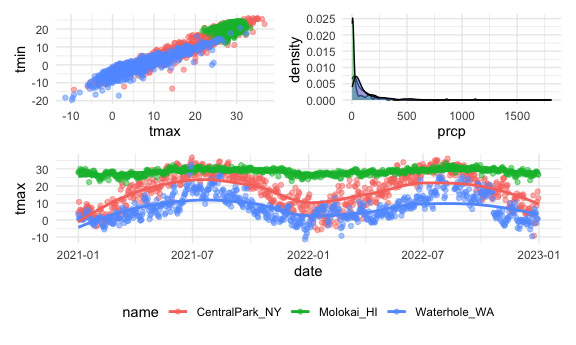 tmin
20
10
0
-10
-20
-10 0 10 20 30
tmax
density
0.025
0.020
0.015
0.010
0.005
0.000
0 500 1000 1500
prcp
tmax
30
20
10
0
-10
2021-01 2021-07 2022-01 2022-07 2023-01
date
name CentralPark_NY Molokai_HI Waterhole_WA